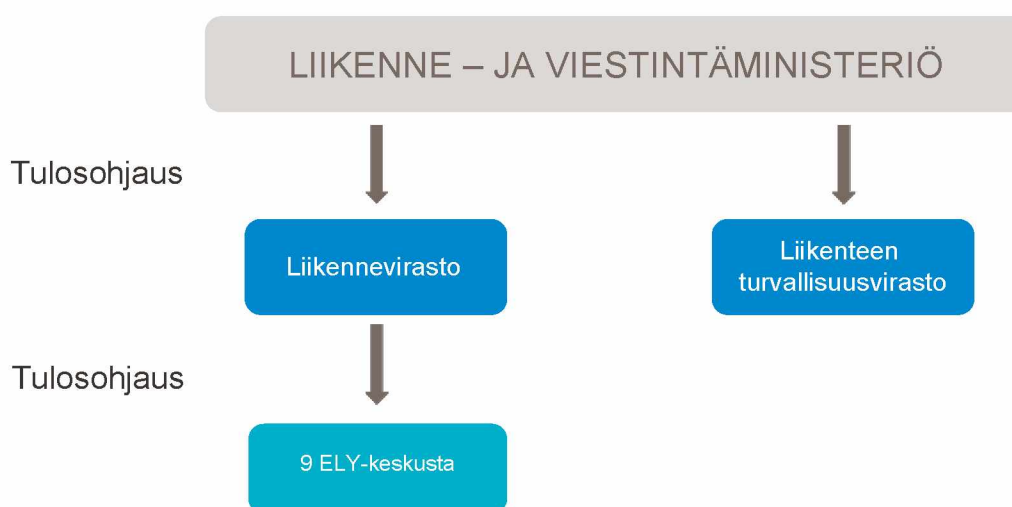 LIIKENNE – JA VIESTINTÄMINISTERIÖ
Tulosohjaus
Liikennevirasto
Liikenteen
turvallisuusvirasto
Tulosohjaus
9 ELY-keskusta